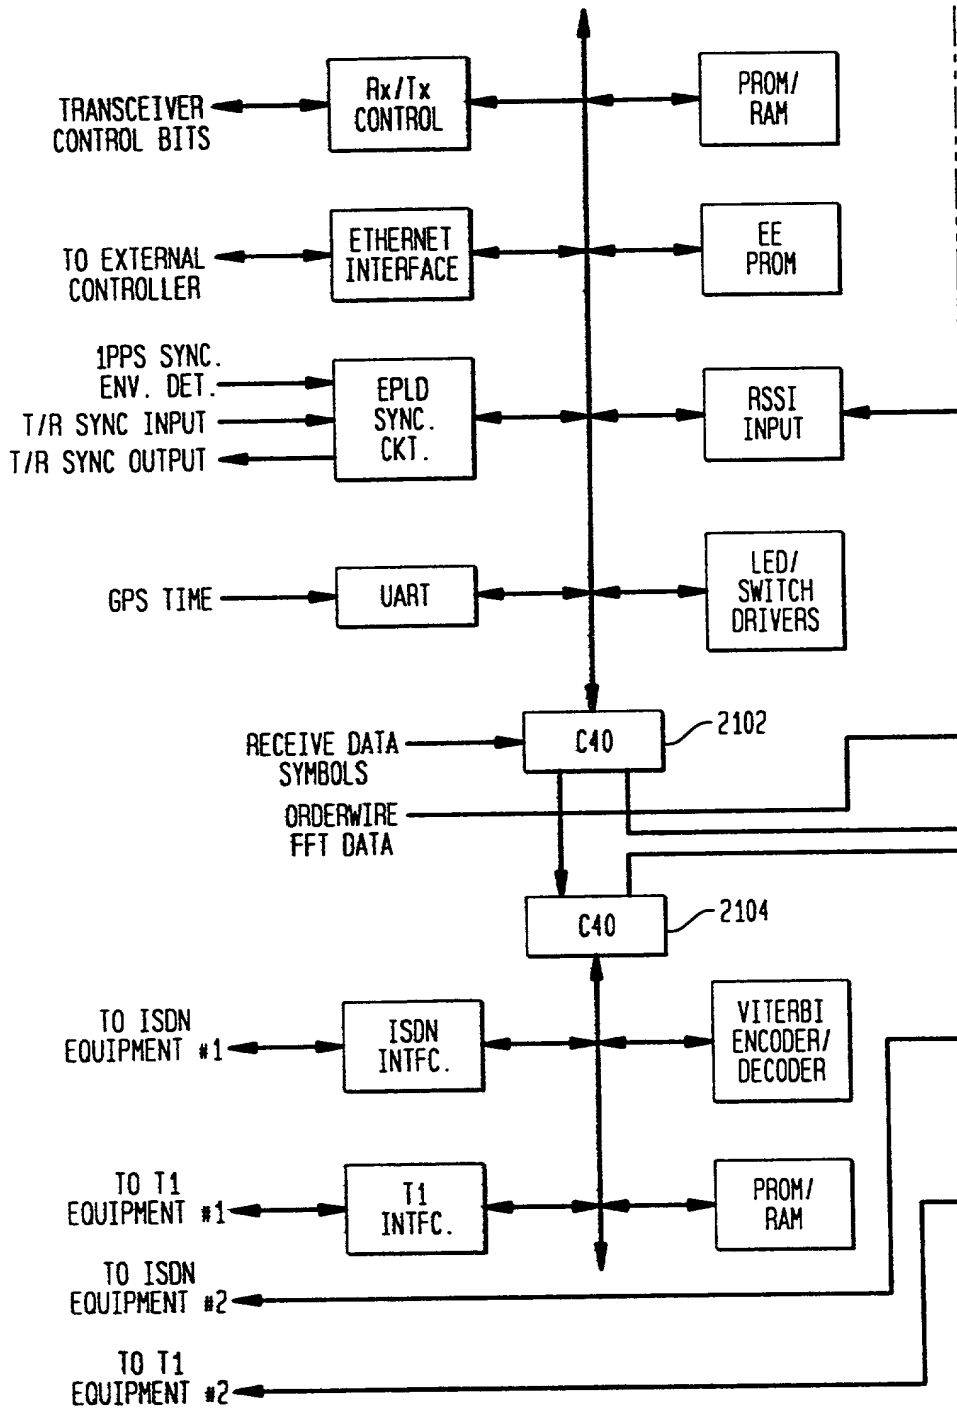 TRANSCEIVER
CONTROL BITS
Rx/Tx
CONTROL
PROM/
RAM
TO EXTERNAL
CONTROLLER
ETHERNET
INTERFACE
EE
PROM
1PPS SYNC.
ENV. DET.
T/R SYNC INPUT
T/R SYNC OUTPUT
EPLD
SYNC.
CKT.
RSSI
INPUT
GPS TIME
UART
LED/
SWITCH
DRIVERS
RECEIVE DATA
SYMBOLS
C40
2102
ORDERWIRE
FFT DATA
C40
2104
TO ISDN
EQUIPMENT #1
ISDN
INTFC.
VITERBI
ENCODER/
DECODER
TO T1
EQUIPMENT #1
T1
INTFC.
PROM/
RAM
TO ISDN
EQUIPMENT #2
TO T1
EQUIPMENT #2